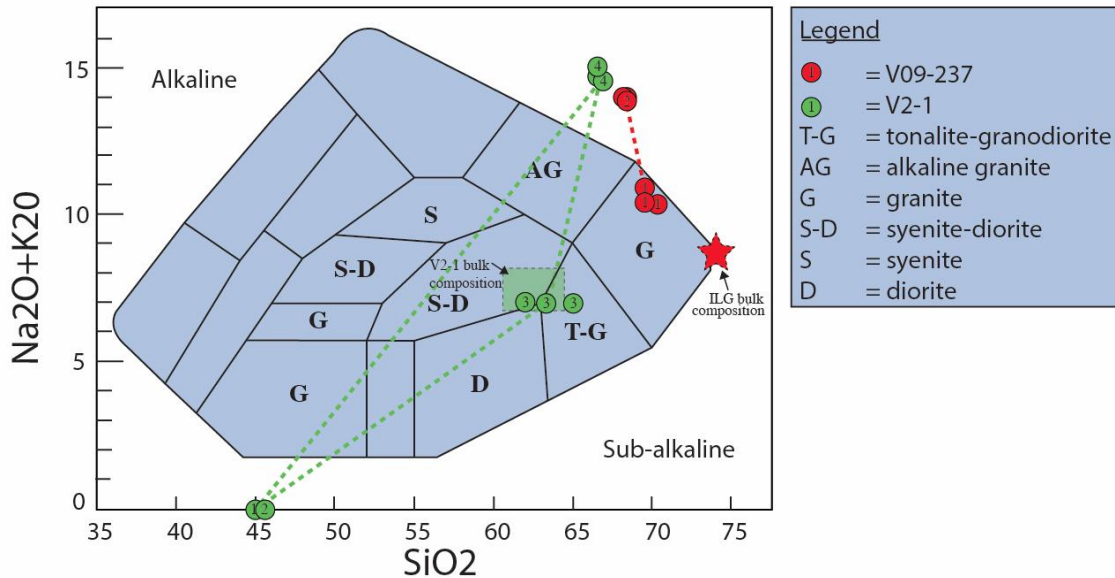 Alkaline
AG
S
S-D
V2-1 bulk
composition
S-D
G
G
D
T-G
G
ILG bulk
composition
Sub-alkaline
4
4
3
1
1
1
3
3
3
1
2
Na2O+K20
15
10
5
0
35
40
45
50
55
60
65
70
75
SiO2
Legend
1 = V09-237
1 = V2-1
T-G = tonalite-granodiorite
AG = alkaline granite
G = granite
S-D = syenite-diorite
S = syenite
D = diorite